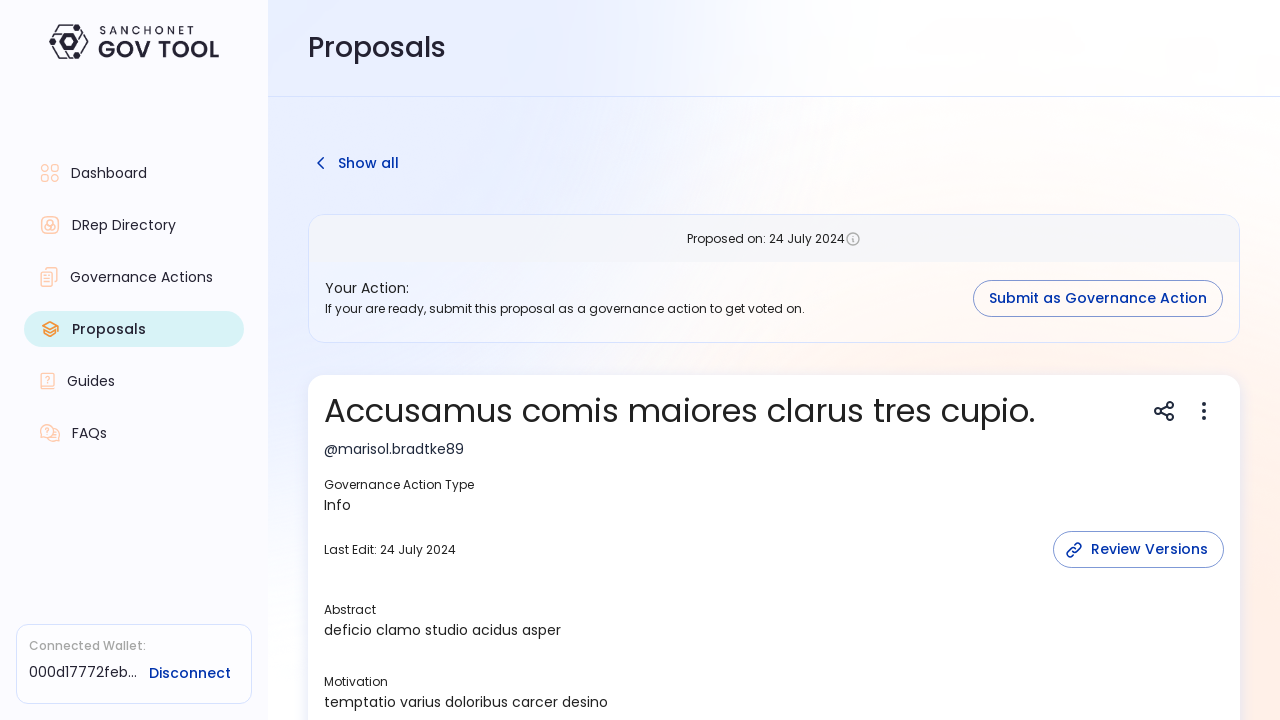 SANCHONET
GOV TOOL
Proposals
Dashboard
DRep Directory
Governance Actions
Proposals
Guides
FAQs
Connected Wallet:
000d17772feb...
Disconnect
Show all
Proposed on: 24 July 2024
Your Action:
If your are ready, submit this proposal as a governance action to get voted on.
Submit as Governance Action
Accusamus comis maiores clarus tres cupio.
@marisol.bradtke89
Governance Action Type
Info
Last Edit: 24 July 2024
Review Versions
Abstract
deficio clamo studio acidus asper
Motivation
temptatio varius doloribus carcer desino